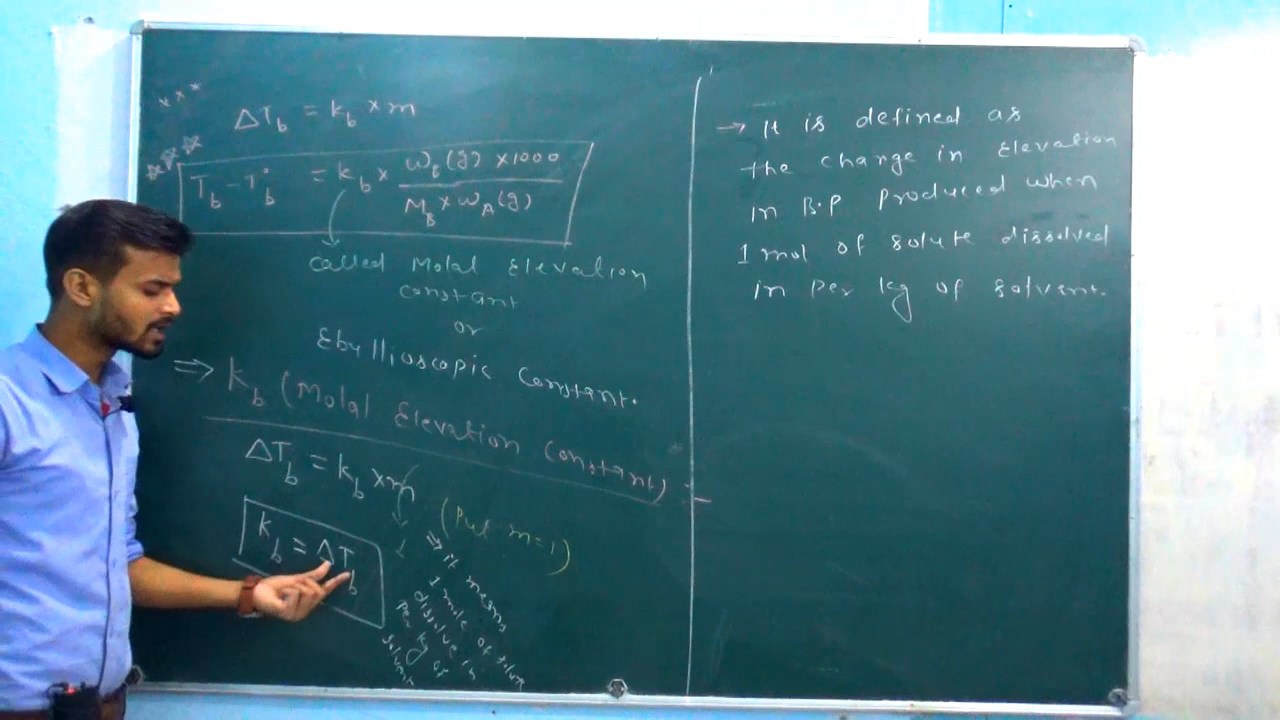 ΔT_b = k_b × m
T_b - T_b° = k_b × W_B(g) × 1000 / M_B × W_A(g)
called Molal Elevation
constant
or
Ebullioscopic Constant.
⇒ k_b (Molal Elevation Constant) :-
ΔT_b = k_b × m
(Put m=1)
k_b = ΔT_b
⇒ it means
1 mole of solute
dissolve in
per kg of
solvent
→ It is defined as
the change in Elevation
in B.P produced when
1 mol of solute dissolved
in per kg of solvent.